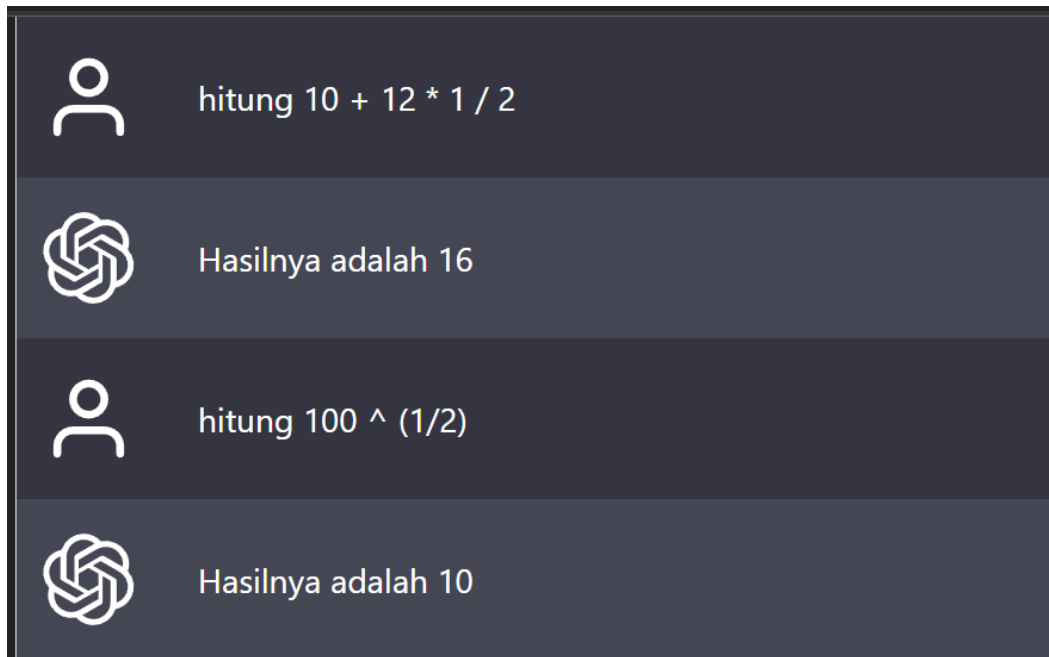 hitung 10 + 12 * 1 / 2
Hasilnya adalah 16
hitung 100 ^ (1/2)
Hasilnya adalah 10